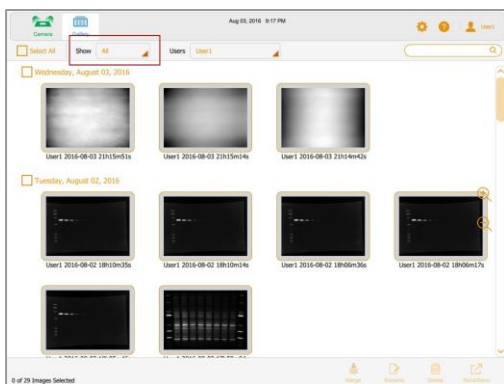 Camera
Gallery
Aug 03, 2016 9:17 PM
User1
Select All
Show
All
Users
User1
Wednesday, August 03, 2016
User1 2016-08-03 21h15m51s
User1 2016-08-03 21h15m14s
User1 2016-08-03 21h14m42s
Tuesday, August 02, 2016
User1 2016-08-02 18h10m35s
User1 2016-08-02 18h10m14s
User1 2016-08-02 18h06m36s
User1 2016-08-02 18h06m17s
0 of 29 Images Selected
Merge
Rename
Delete